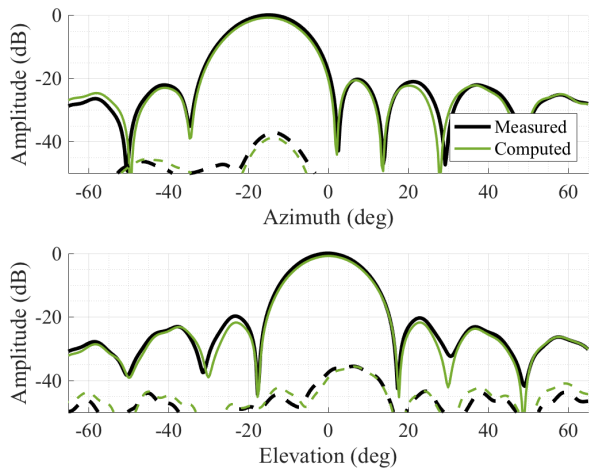 0
-20
-40
Amplitude (dB)
Measured
Computed
-60 -40 -20 0 20 40 60
Azimuth (deg)
0
-20
-40
Amplitude (dB)
-60 -40 -20 0 20 40 60
Elevation (deg)